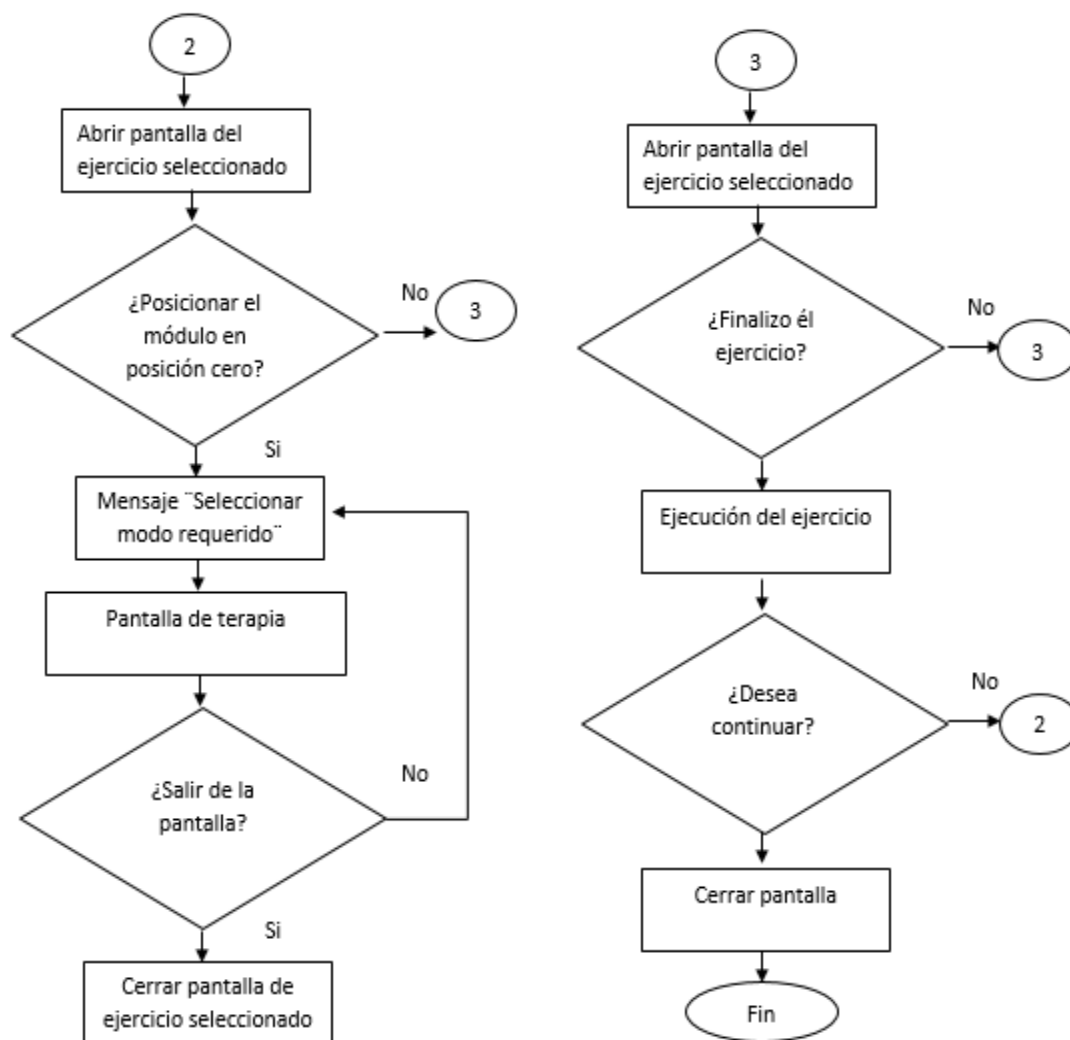 2
Abrir pantalla del
ejercicio seleccionado
¿Posicionar el
módulo en
posición cero?
No
3
Si
Mensaje ¨Seleccionar
modo requerido¨
Pantalla de terapia
¿Salir de la
pantalla?
No
Si
Cerrar pantalla de
ejercicio seleccionado
3
Abrir pantalla del
ejercicio seleccionado
¿Finalizo él
ejercicio?
No
3
Ejecución del ejercicio
¿Desea
continuar?
No
2
Cerrar pantalla
Fin